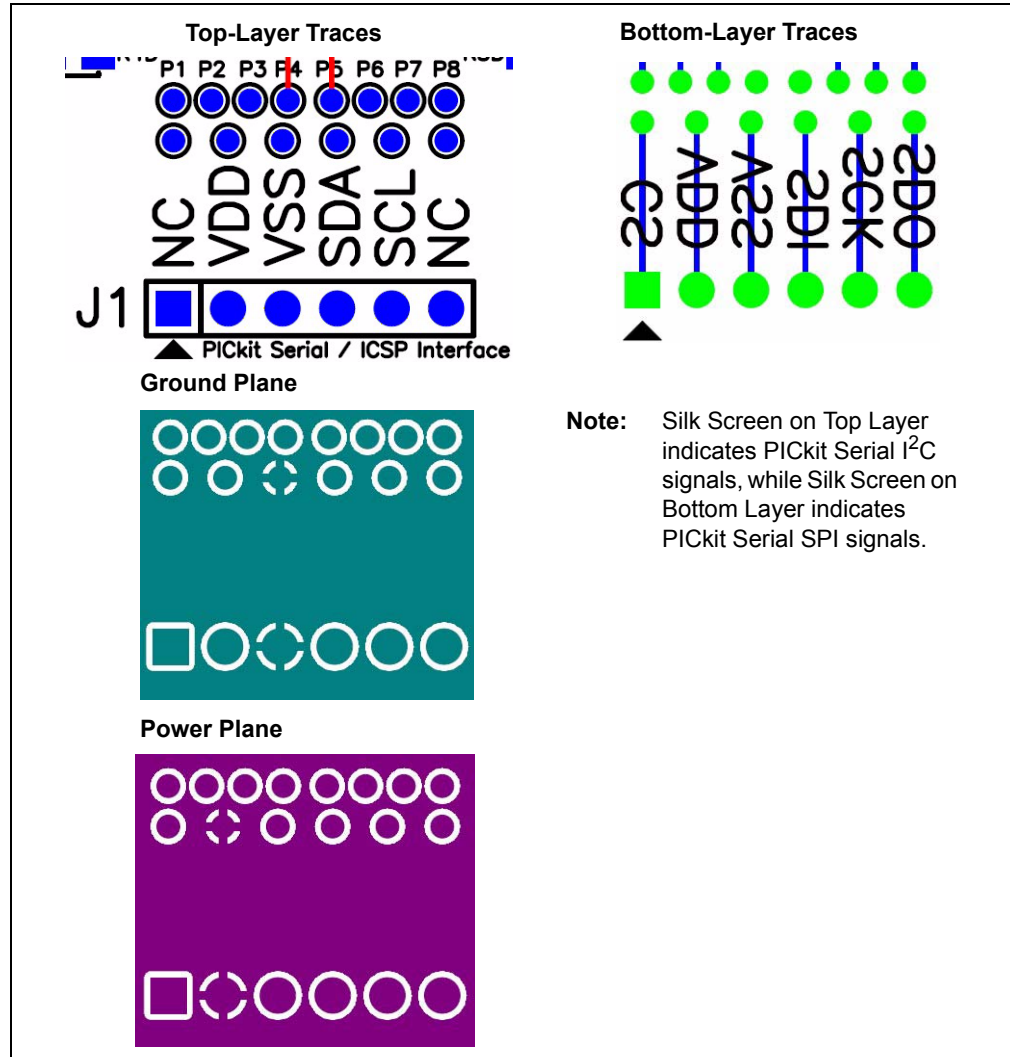 Top-Layer Traces
P1 P2 P3 P4 P5 P6 P7 P8
NC VDD VSS SDA SCL NC
J1
PICkit Serial / ICSP Interface
Bottom-Layer Traces
CS VDD VSS SDI SCK SDO
Ground Plane
Note: Silk Screen on Top Layer
indicates PICkit Serial I2C
signals, while Silk Screen on
Bottom Layer indicates
PICkit Serial SPI signals.
Power Plane